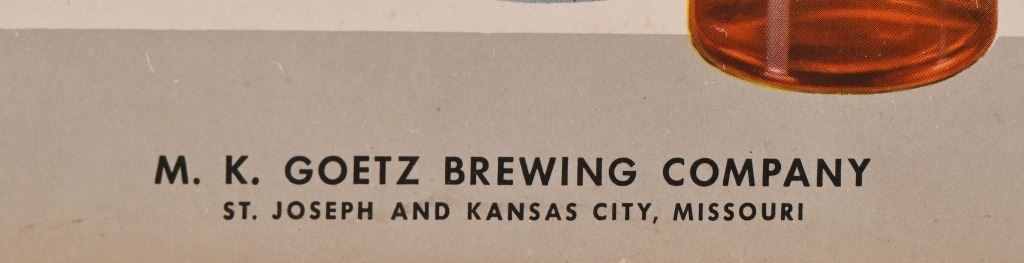 M. K. GOETZ BREWING COMPANY
ST. JOSEPH AND KANSAS CITY, MISSOURI